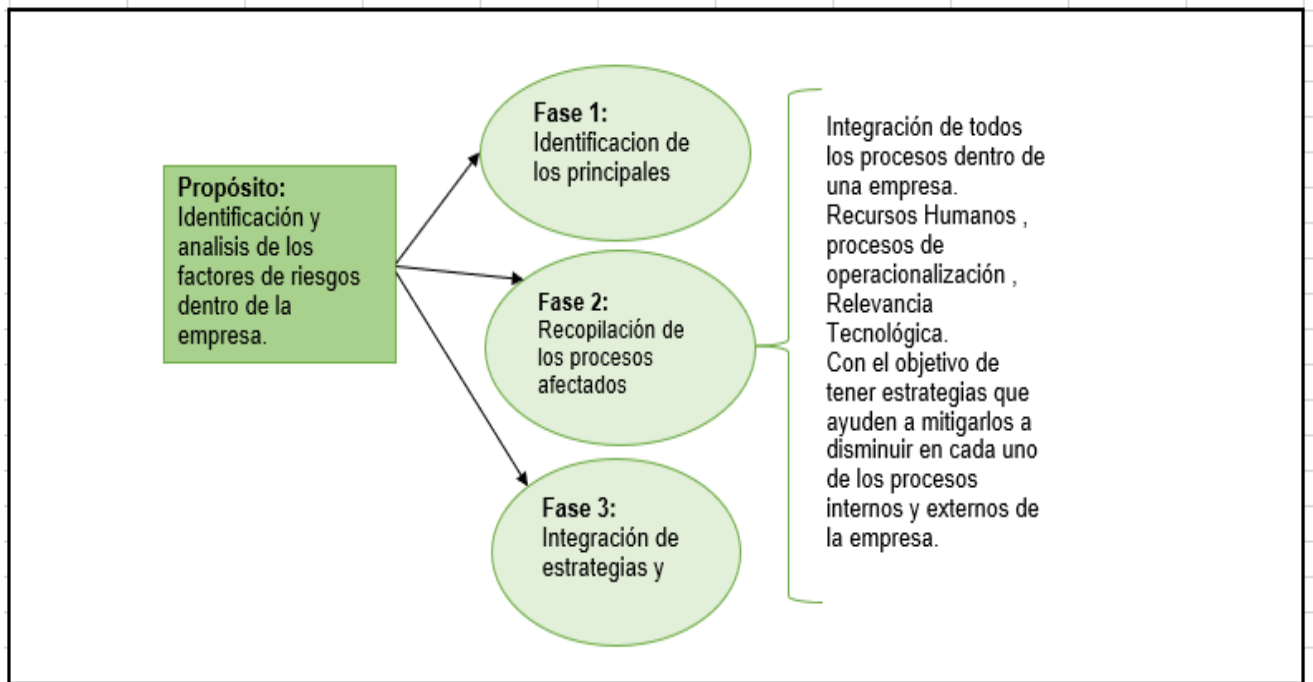 Propósito:
Identificación y
analisis de los
factores de riesgos
dentro de la
empresa.
Fase 1:
Identificacion de
los principales
Fase 2:
Recopilación de
los procesos
afectados
Fase 3:
Integración de
estrategias y
Integración de todos
los procesos dentro de
una empresa.
Recursos Humanos ,
procesos de
operacionalización ,
Relevancia
Tecnológica.
Con el objetivo de
tener estrategias que
ayuden a mitigarlos a
disminuir en cada uno
de los procesos
internos y externos de
la empresa.